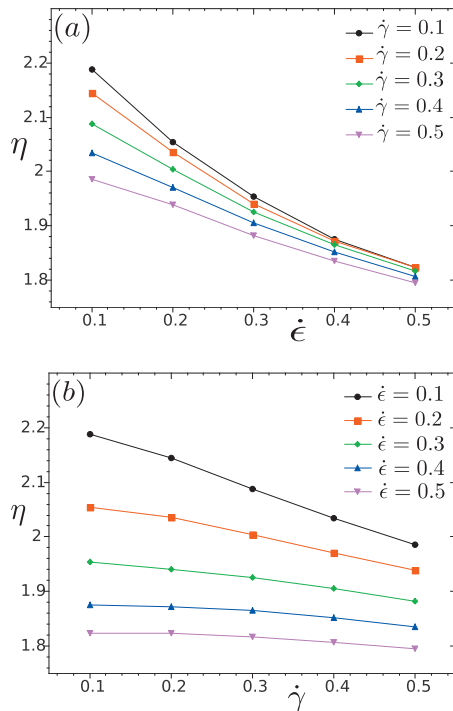 (a)
γ̇ = 0.1
γ̇ = 0.2
γ̇ = 0.3
γ̇ = 0.4
γ̇ = 0.5
2.2
2.1
2
1.9
1.8
η
0.1 0.2 0.3 0.4 0.5
ϵ̇
(b)
ϵ̇ = 0.1
ϵ̇ = 0.2
ϵ̇ = 0.3
ϵ̇ = 0.4
ϵ̇ = 0.5
2.2
2.1
2
1.9
1.8
η
0.1 0.2 0.3 0.4 0.5
γ̇